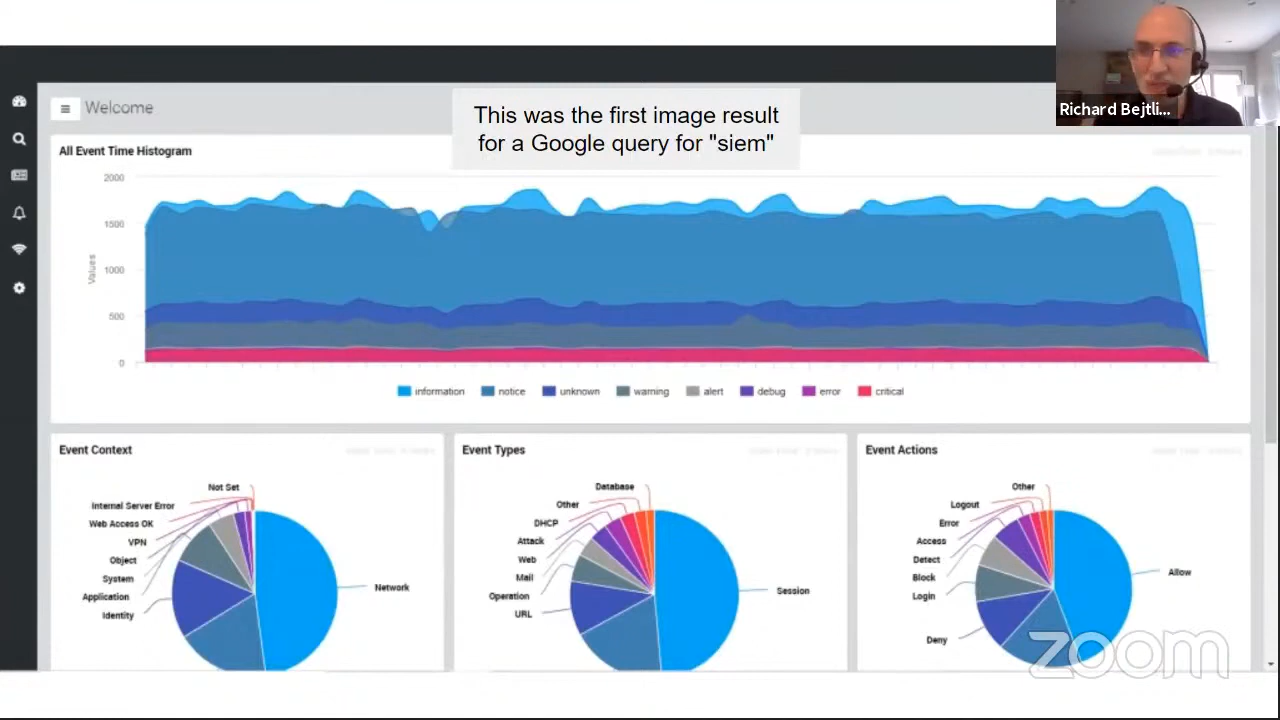 Richard Bejtli...
This was the first image result
for a Google query for "siem"
Welcome
All Event Time Histogram
2000
1500
1000
500
0
Values
information
notice
unknown
warning
alert
debug
error
critical
Event Context
Not Set
Internal Server Error
Web Access OK
VPN
Object
System
Application
Identity
Network
Event Types
Database
Other
DHCP
Attack
Web
Mail
Operation
URL
Session
Event Actions
Other
Logout
Error
Access
Detect
Block
Login
Deny
Allow
zoom